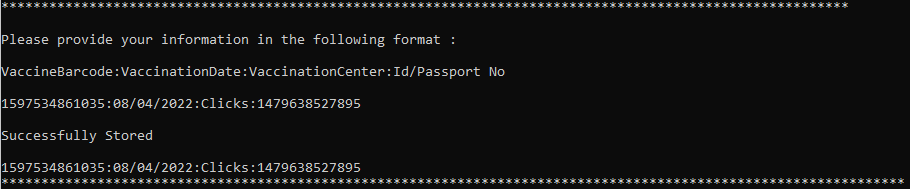 **********************************************************************************************************
Please provide your information in the following format :
VaccineBarcode:VaccinationDate:VaccinationCenter:Id/Passport No
1597534861035:08/04/2022:Clicks:1479638527895
Successfully Stored
1597534861035:08/04/2022:Clicks:1479638527895
*****************************************************************************************************************